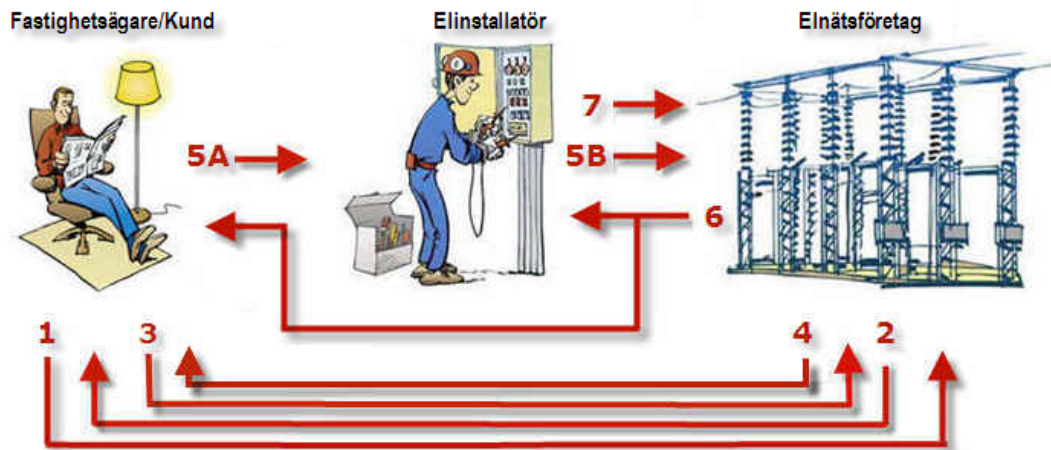 Fastighetsägare/Kund
Elinstallatör
Elnätsföretag
7
5A
5B
6
1
3
4
2